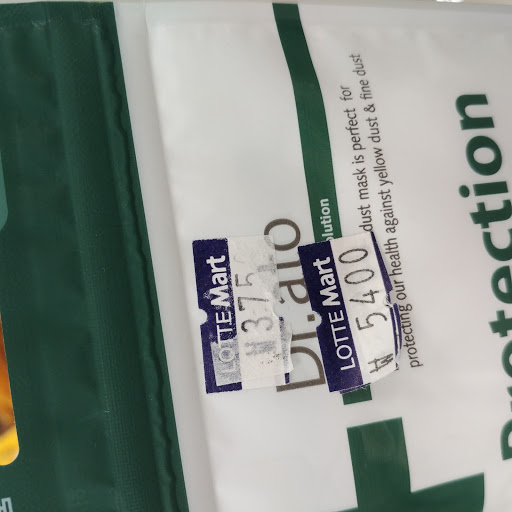 LOTTE Mart
₩375
LOTTE Mart
₩ 5400
lution
dust mask is perfect for
protecting our health against yellow dust & fine dust
Protection